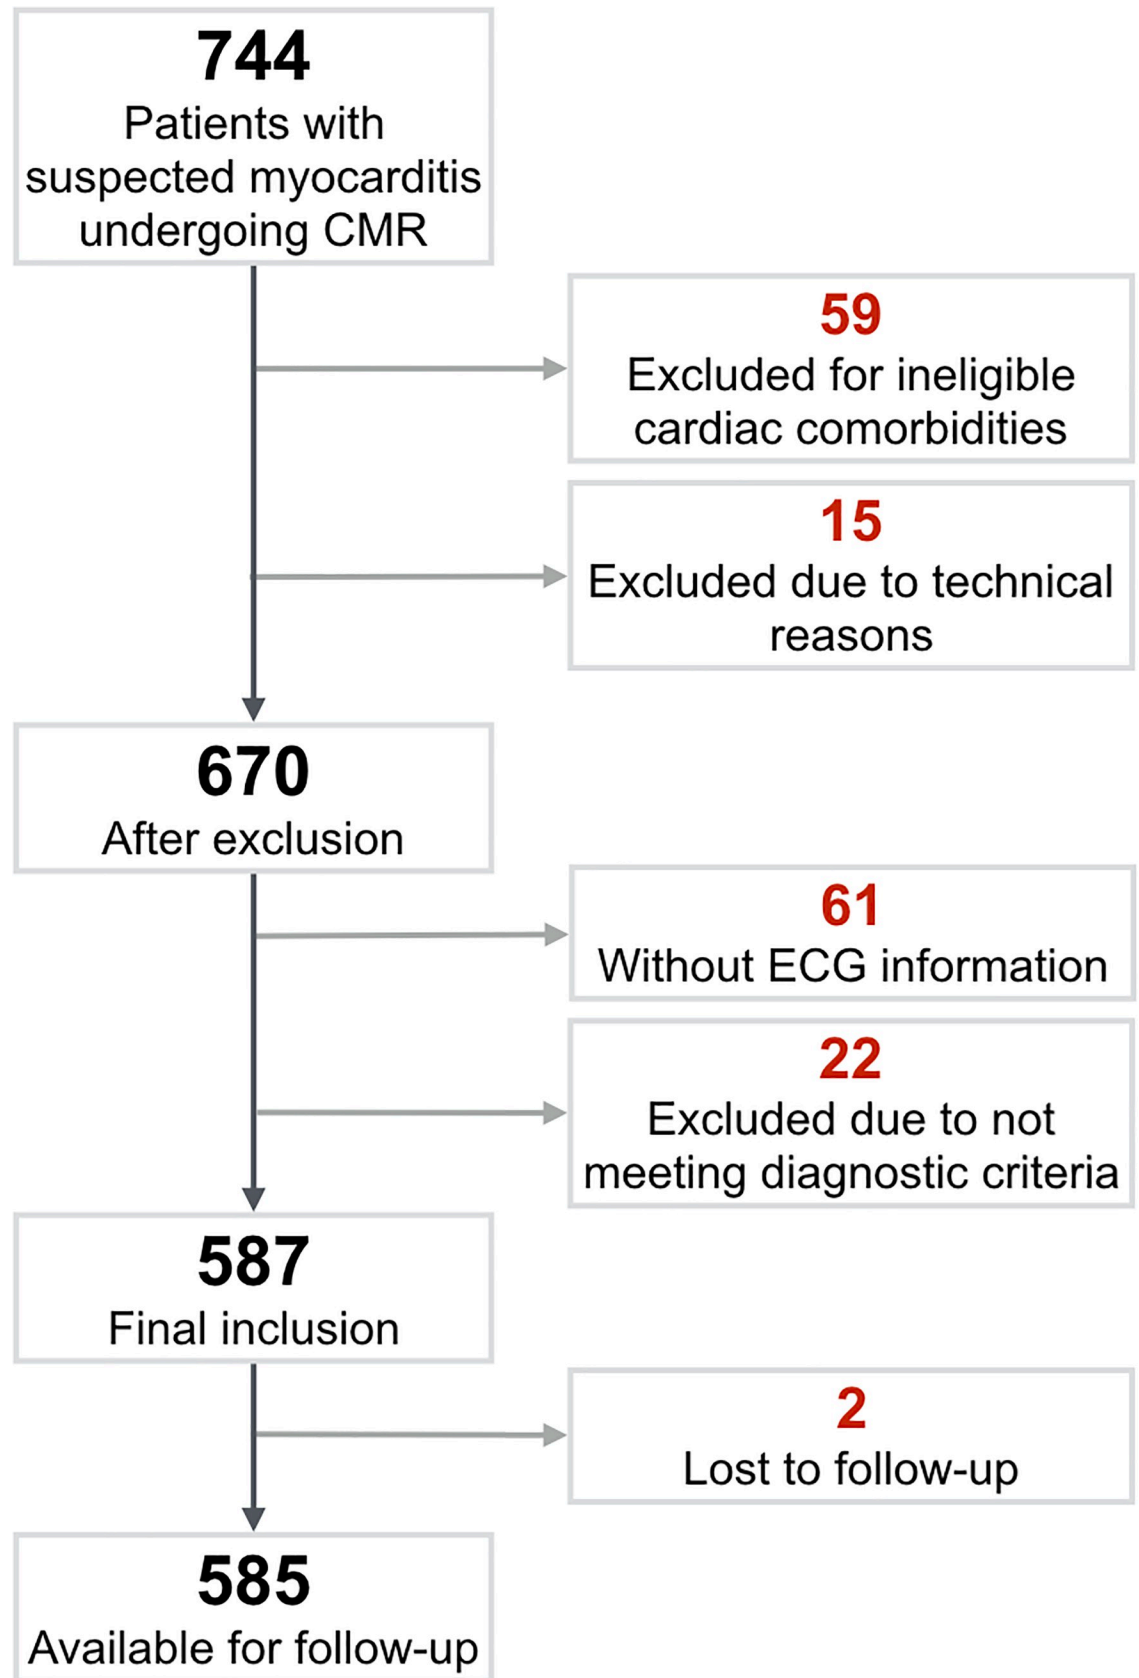 744
Patients with
suspected myocarditis
undergoing CMR
59
Excluded for ineligible
cardiac comorbidities
15
Excluded due to technical
reasons
670
After exclusion
61
Without ECG information
22
Excluded due to not
meeting diagnostic criteria
587
Final inclusion
2
Lost to follow-up
585
Available for follow-up